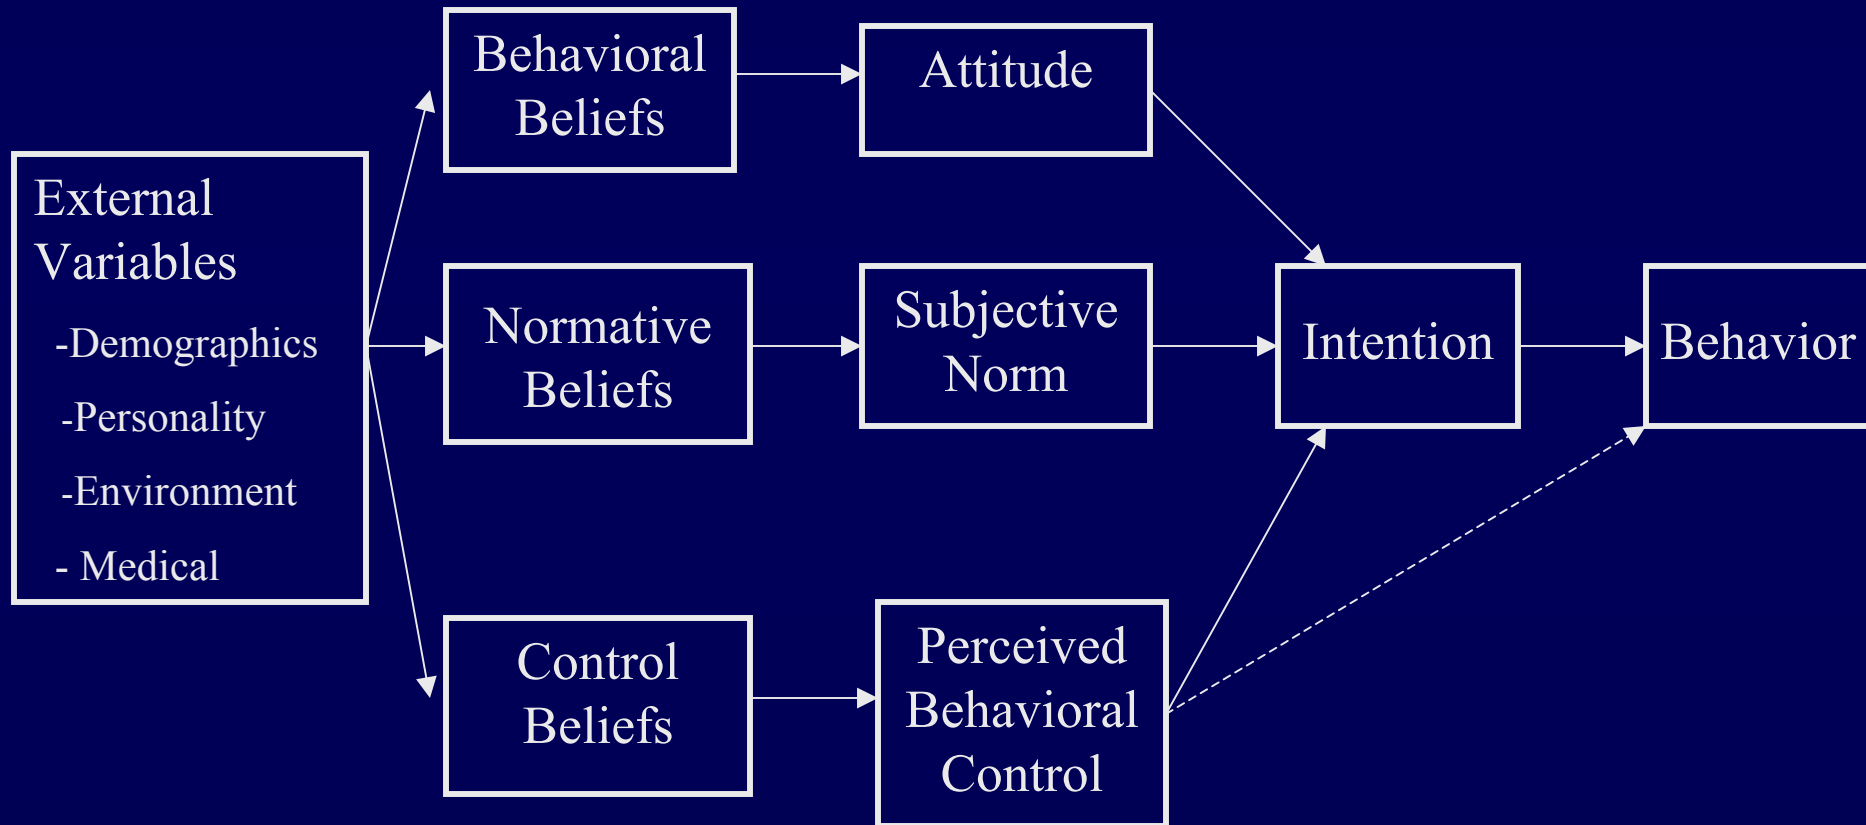 External
Variables
-Demographics
-Personality
-Environment
- Medical
Behavioral
Beliefs
Attitude
Normative
Beliefs
Subjective
Norm
Intention
Behavior
Control
Beliefs
Perceived
Behavioral
Control